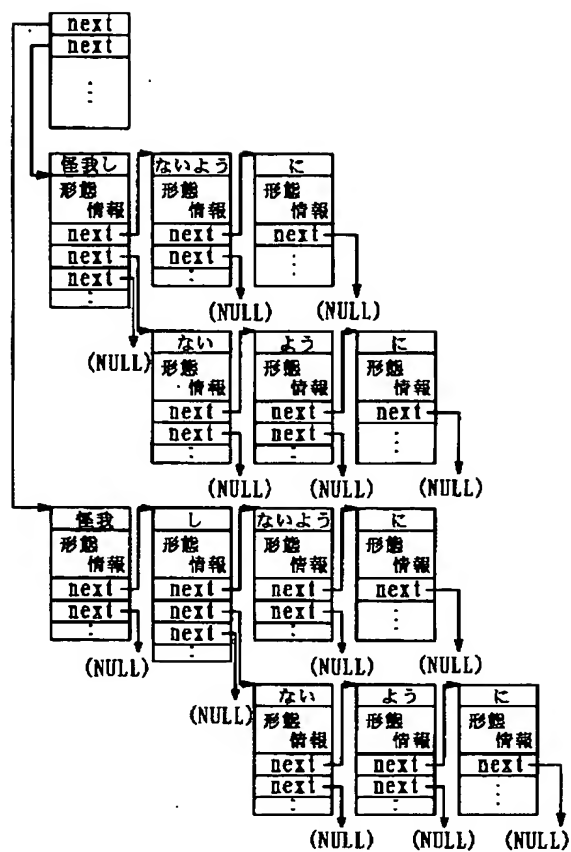 next
next
⋮
怪我し ないよう に
形態 形態 形態
情報 情報 情報
next next next
next next ⋮
next ⋮
⋮ (NULL) (NULL)
(NULL)
ない よう に
形態 形態 形態
情報 情報 情報
next next next
next next ⋮
⋮ ⋮
(NULL) (NULL) (NULL)
怪我 し ないよう に
形態 形態 形態 形態
情報 情報 情報 情報
next next next next
next next next ⋮
⋮ next ⋮
⋮
(NULL) (NULL) (NULL)
(NULL)
ない よう に
形態 形態 形態
情報 情報 情報
next next next
next next ⋮
⋮ ⋮
(NULL) (NULL) (NULL)